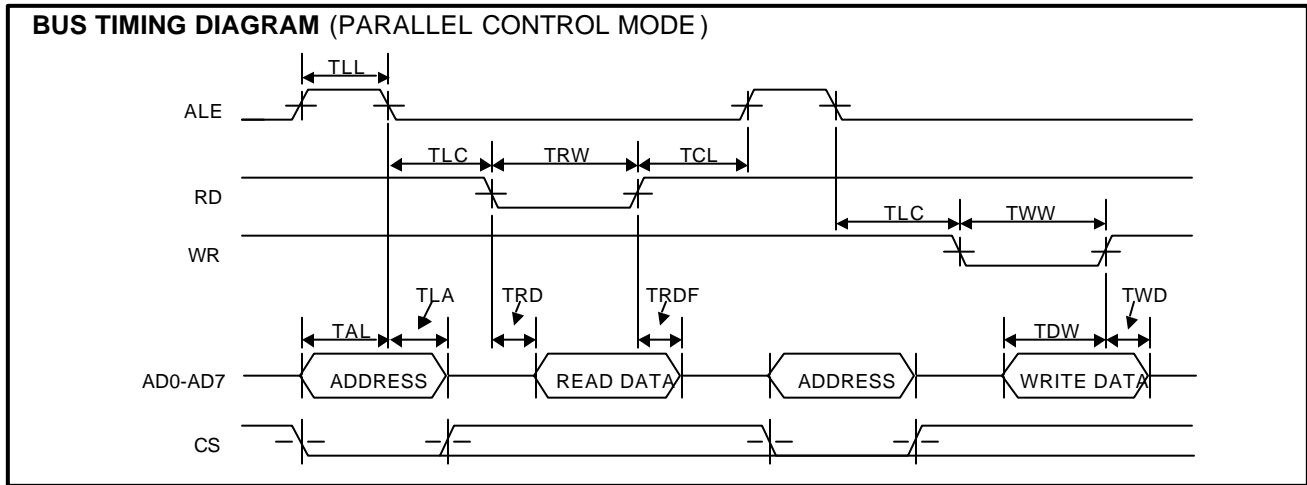 BUS TIMING DIAGRAM (PARALLEL CONTROL MODE)
TLL
ALE
TLC TRW TCL
RD
TLC TWW
WR
TLA TRD TRDF TWD
TAL TDW
AD0-AD7 ADDRESS READ DATA ADDRESS WRITE DATA
CS